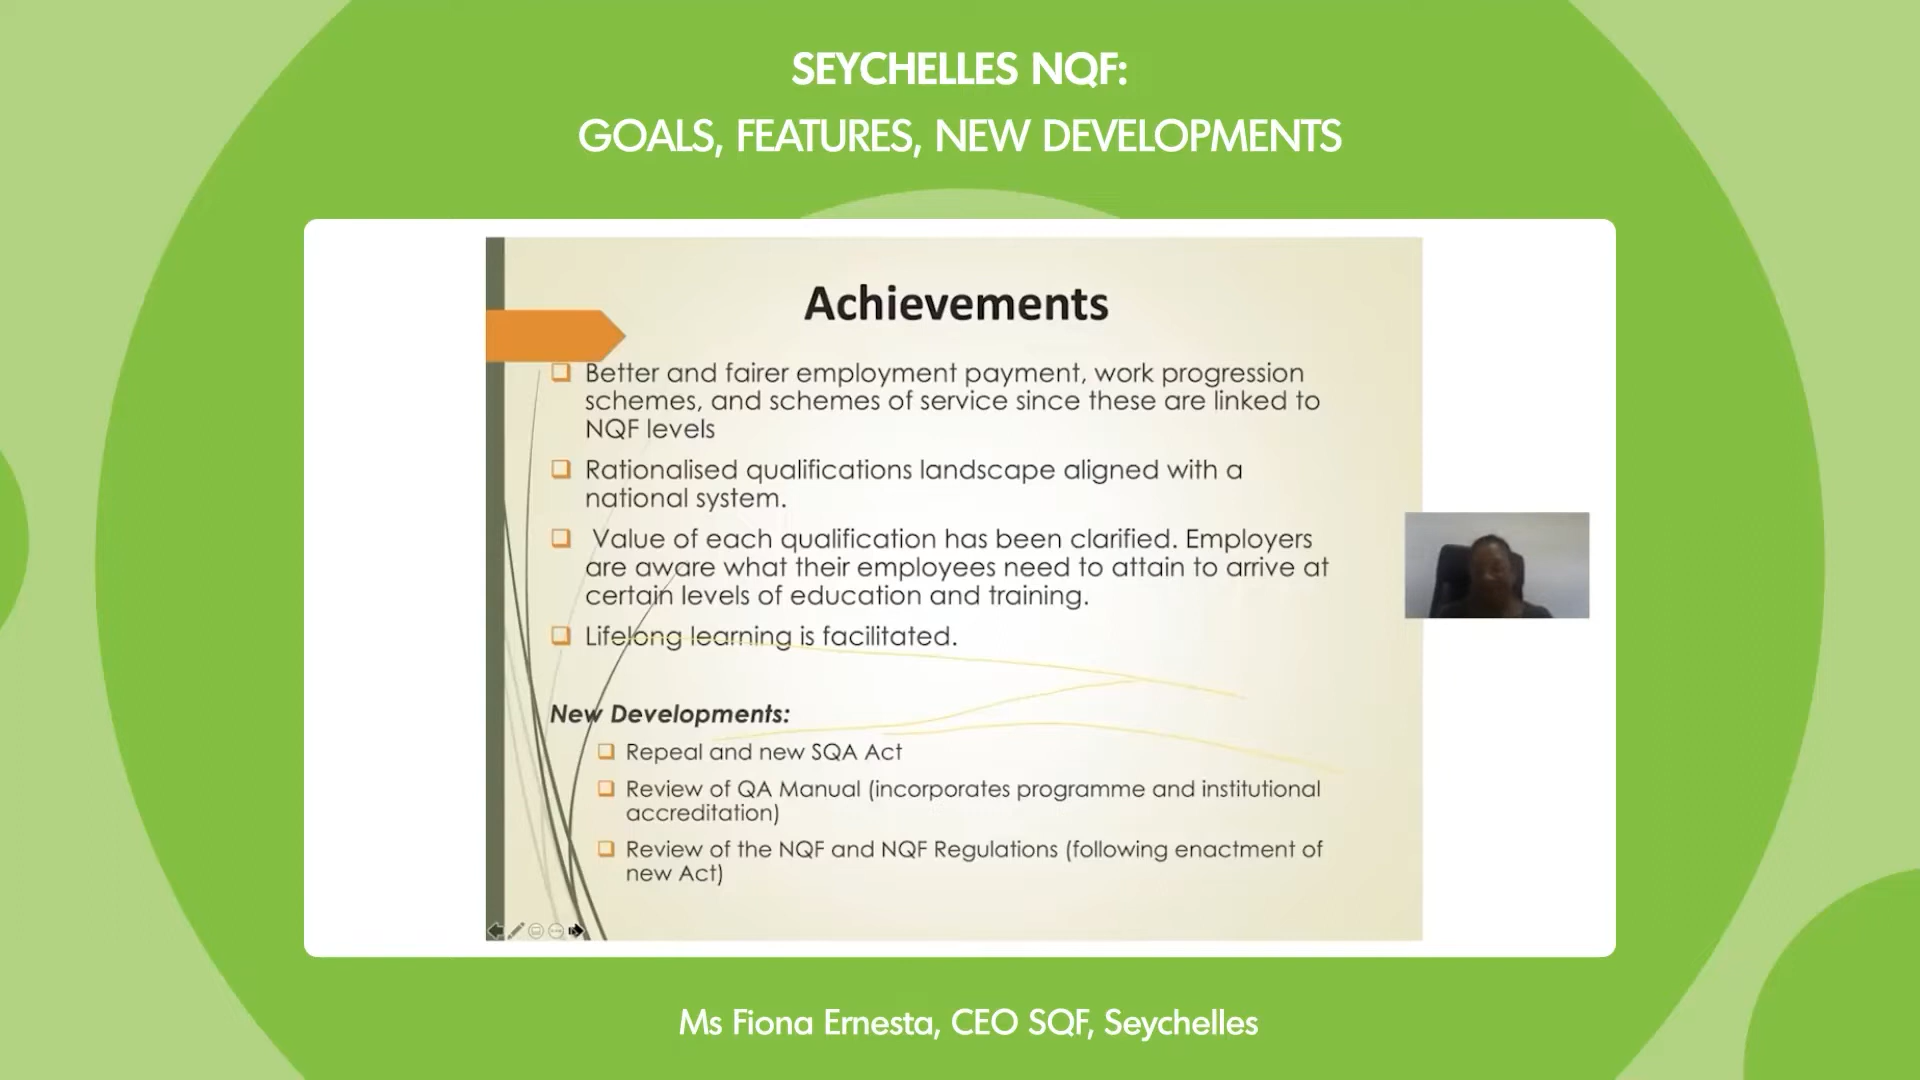 SEYCHELLES NQF:
GOALS, FEATURES, NEW DEVELOPMENTS
Achievements
Better and fairer employment payment, work progression
schemes, and schemes of service since these are linked to
NQF levels
Rationalised qualifications landscape aligned with a
national system.
Value of each qualification has been clarified. Employers
are aware what their employees need to attain to arrive at
certain levels of education and training.
Lifelong learning is facilitated.
New Developments:
Repeal and new SQA Act
Review of QA Manual (incorporates programme and institutional
accreditation)
Review of the NQF and NQF Regulations (following enactment of
new Act)
Ms Fiona Ernesta, CEO SQF, Seychelles